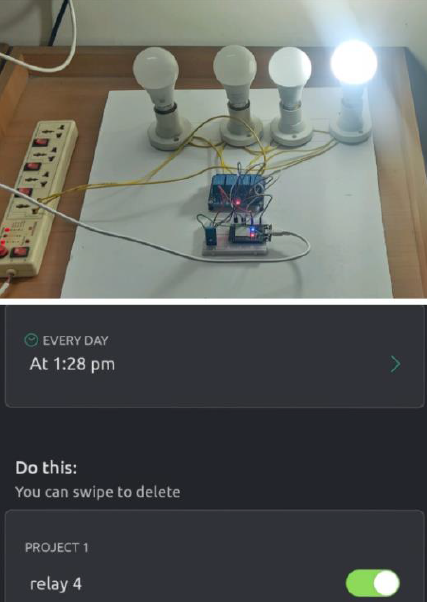 EVERY DAY
At 1:28 pm
Do this:
You can swipe to delete
PROJECT 1
relay 4